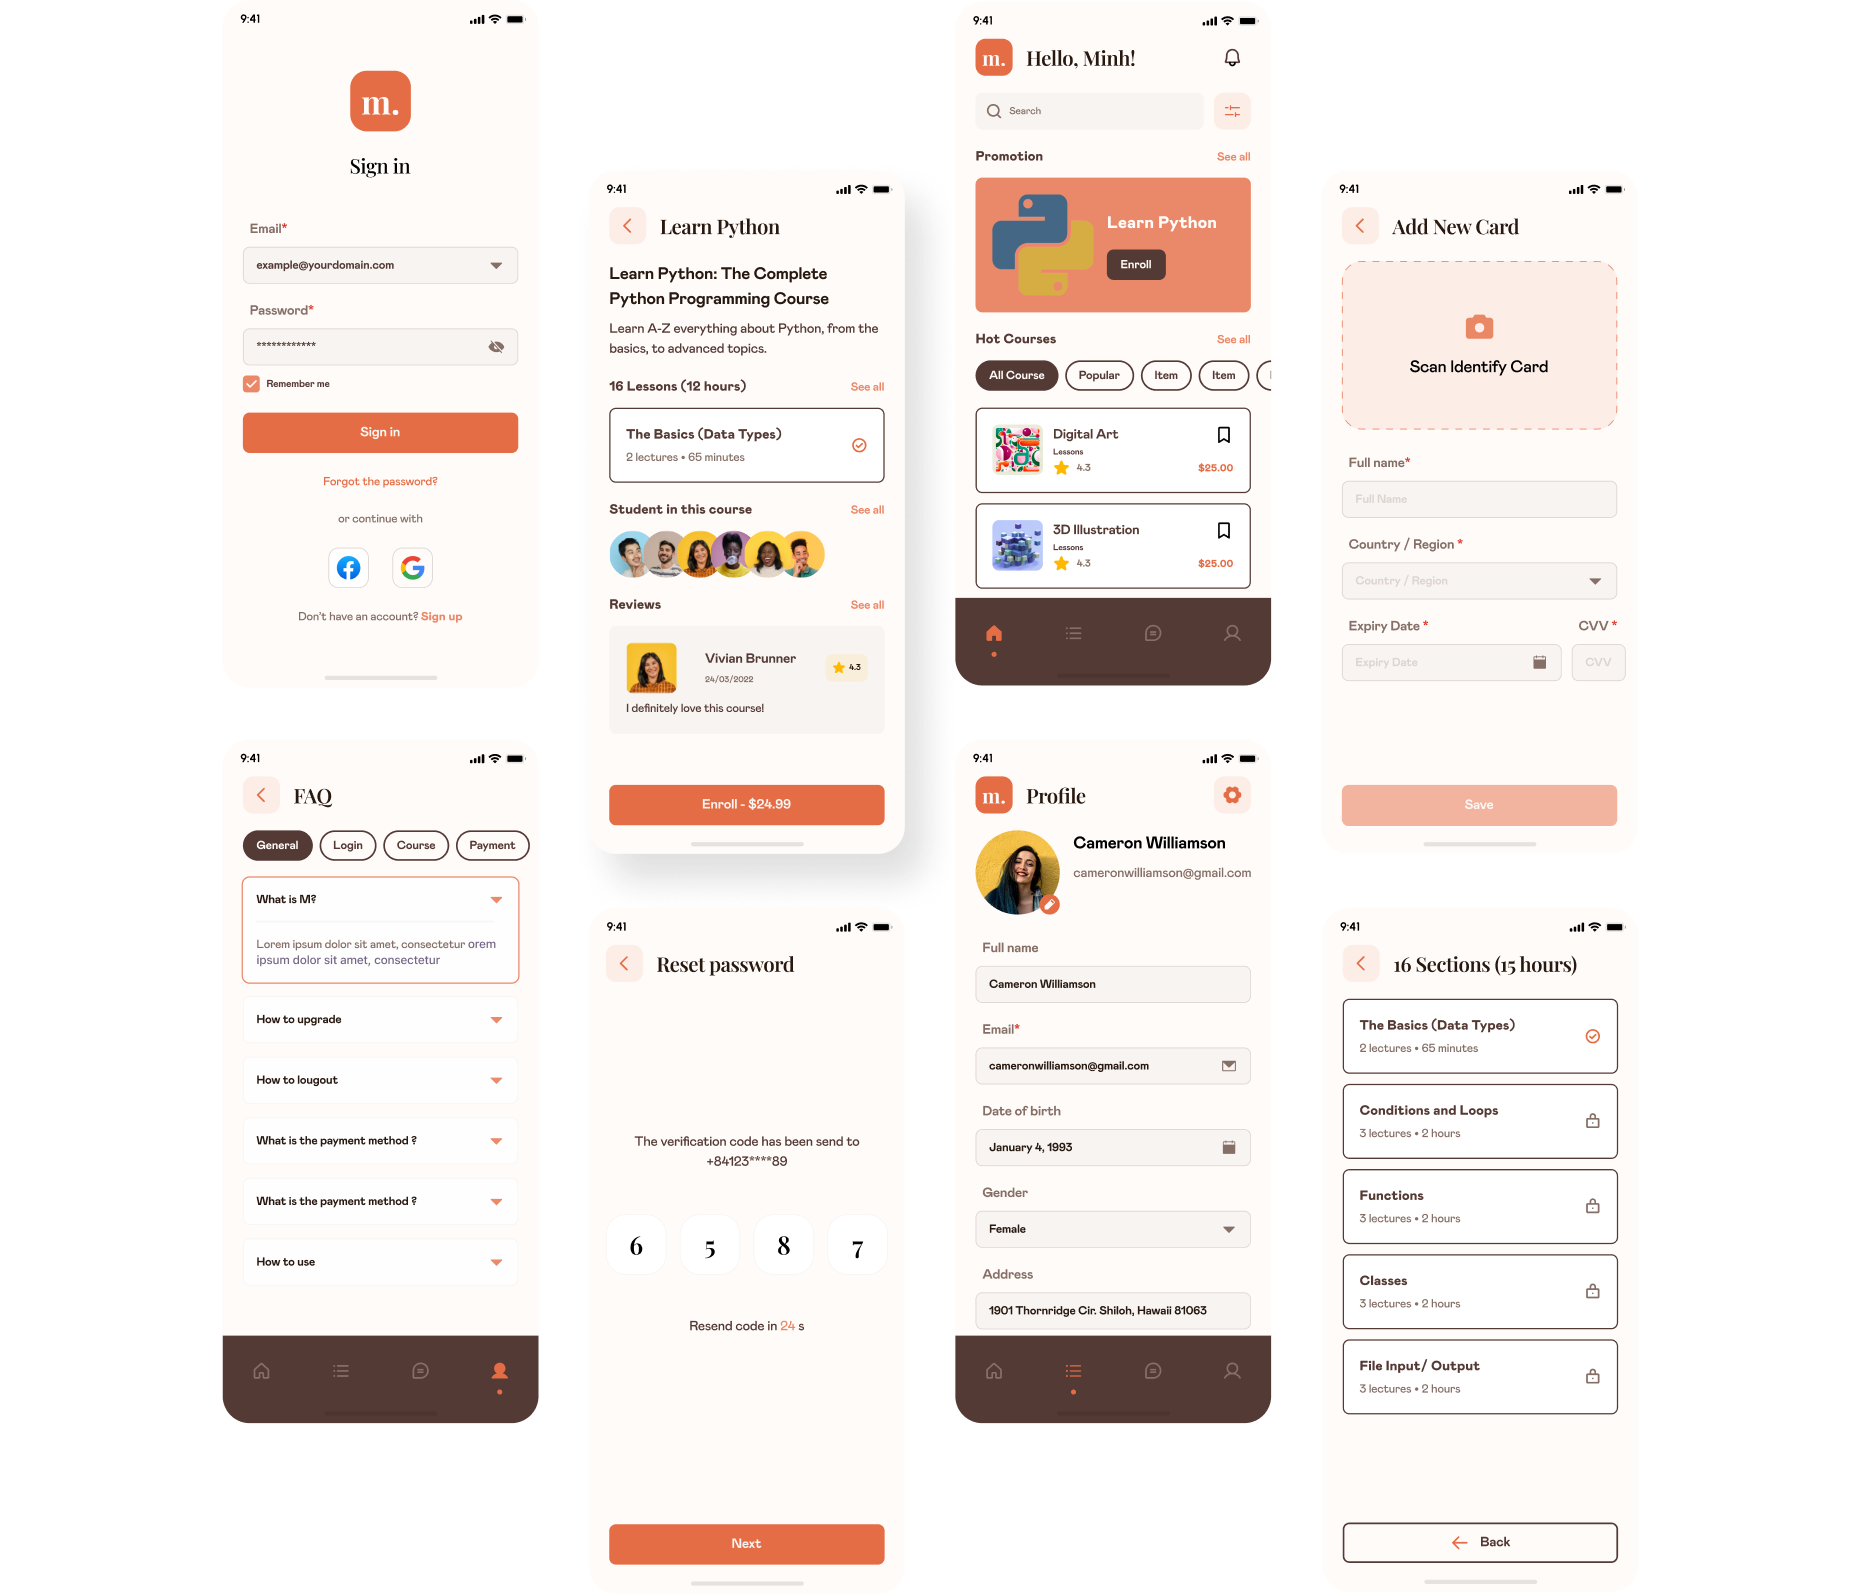 9:41
m.
Sign in
Email*
example@yourdomain.com
Password*
************
Remember me
Sign in
Forgot the password?
or continue with
Don't have an account? Sign up
9:41
FAQ
General
Login
Course
Payment
What is M?
Lorem ipsum dolor sit amet, consectetur orem
ipsum dolor sit amet, consectetur
How to upgrade
How to lougout
What is the payment method ?
What is the payment method ?
How to use
9:41
Learn Python
Learn Python: The Complete
Python Programming Course
Learn A-Z everything about Python, from the
basics, to advanced topics.
16 Lessons (12 hours)
See all
The Basics (Data Types)
2 lectures • 65 minutes
Student in this course
See all
Reviews
See all
Vivian Brunner
24/03/2022
4.3
I definitely love this course!
Enroll - $24.99
9:41
Reset password
The verification code has been send to
+84123****89
6 5 8 7
Resend code in 24 s
Next
9:41
m.
Hello, Minh!
Search
Promotion
See all
Learn Python
Enroll
Hot Courses
See all
All Course
Popular
Item
Item
Digital Art
Lessons
4.3
$25.00
3D Illustration
Lessons
4.3
$25.00
9:41
m.
Profile
Cameron Williamson
cameronwilliamson@gmail.com
Full name
Cameron Williamson
Email*
cameronwilliamson@gmail.com
Date of birth
January 4, 1993
Gender
Female
Address
1901 Thornridge Cir. Shiloh, Hawaii 81063
9:41
Add New Card
Scan Identify Card
Full name*
Full Name
Country / Region *
Country / Region
Expiry Date *
CVV *
Expiry Date
CVV
Save
9:41
16 Sections (15 hours)
The Basics (Data Types)
2 lectures • 65 minutes
Conditions and Loops
3 lectures • 2 hours
Functions
3 lectures • 2 hours
Classes
3 lectures • 2 hours
File Input/ Output
3 lectures • 2 hours
Back